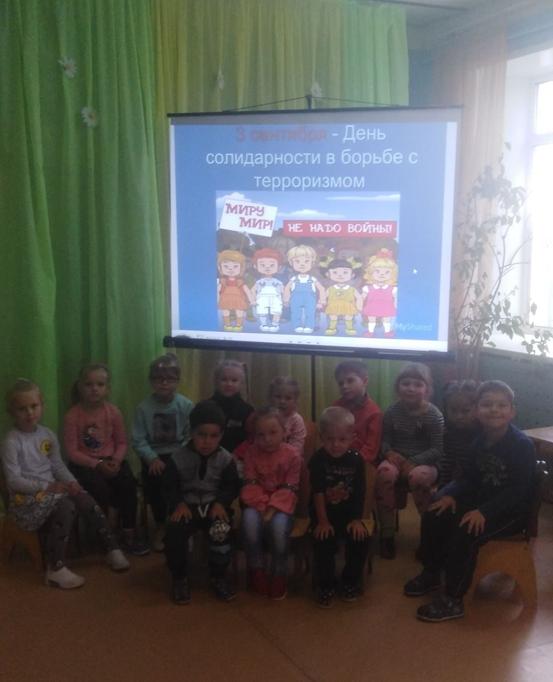 3 сентября - День
солидарности в борьбе с
терроризмом
МИРУ
МИР!
НЕ НАДО ВОЙНЫ!
MyShared